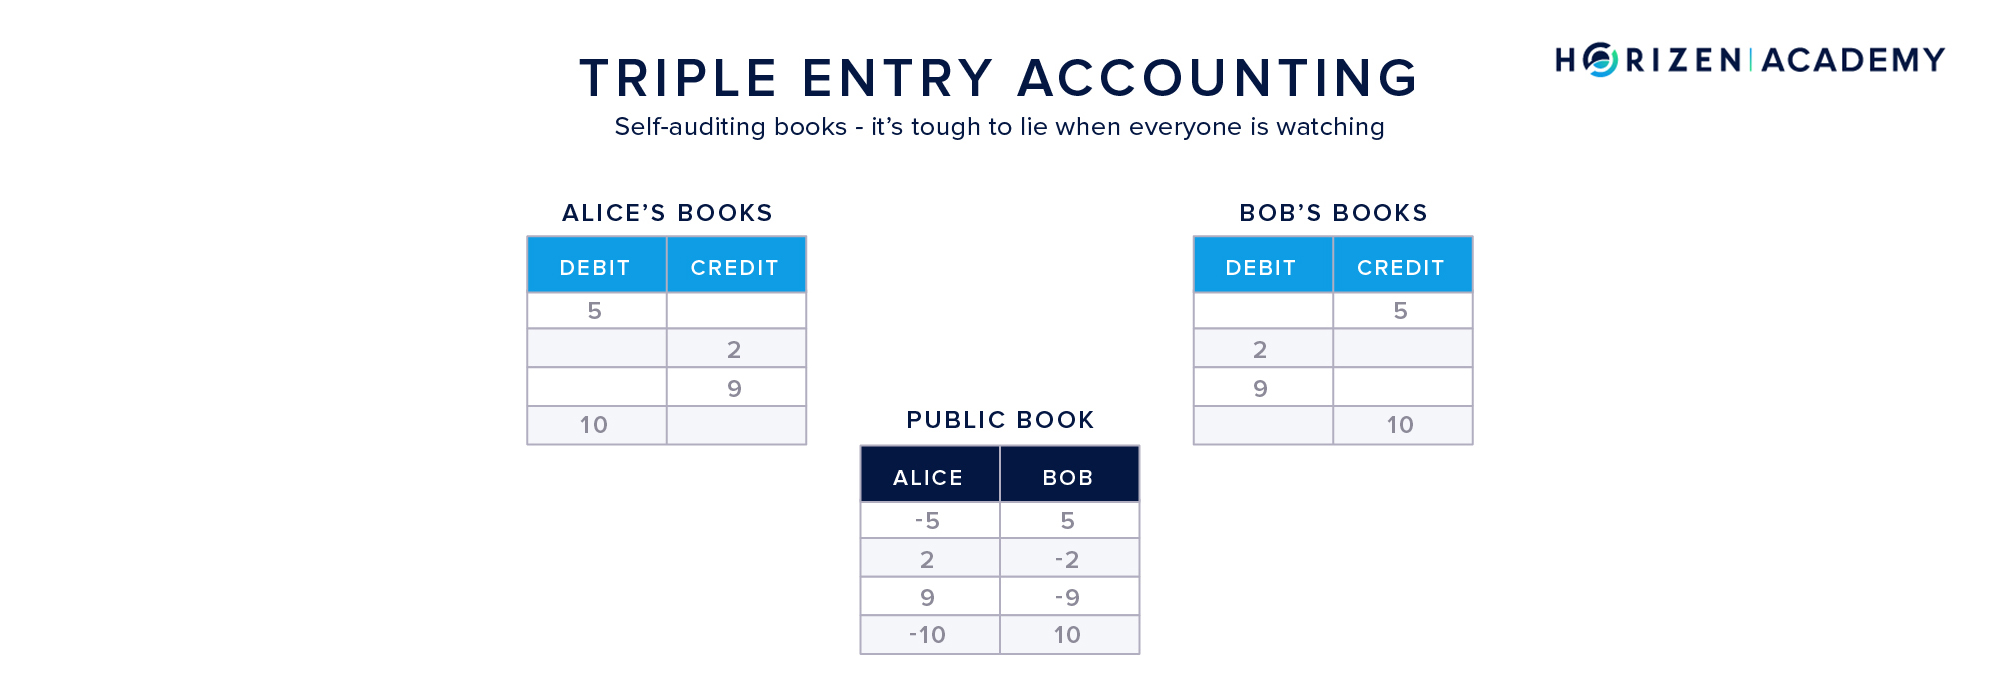 HORIZEN | ACADEMY
TRIPLE ENTRY ACCOUNTING
Self-auditing books - it’s tough to lie when everyone is watching
ALICE’S BOOKS
DEBIT CREDIT
5
2
9
10
BOB’S BOOKS
DEBIT CREDIT
5
2
9
10
PUBLIC BOOK
ALICE BOB
-5 5
2 -2
9 -9
-10 10